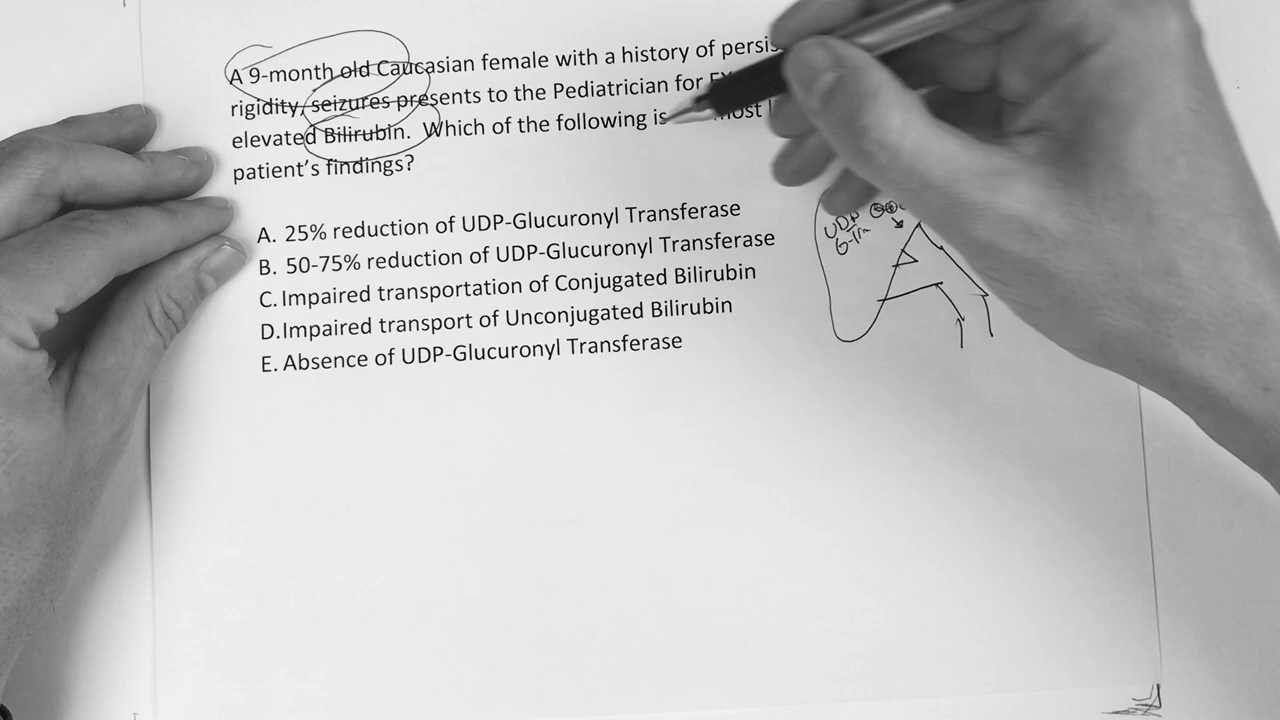 A 9-month old Caucasian female with a history of
rigidity, seizures presents to the Pediatrician for
elevated Bilirubin. Which of the following is most
patient's findings?
A. 25% reduction of UDP-Glucuronyl Transferase
B. 50-75% reduction of UDP-Glucuronyl Transferase
C. Impaired transportation of Conjugated Bilirubin
D.Impaired transport of Unconjugated Bilirubin
E. Absence of UDP-Glucuronyl Transferase
UDP